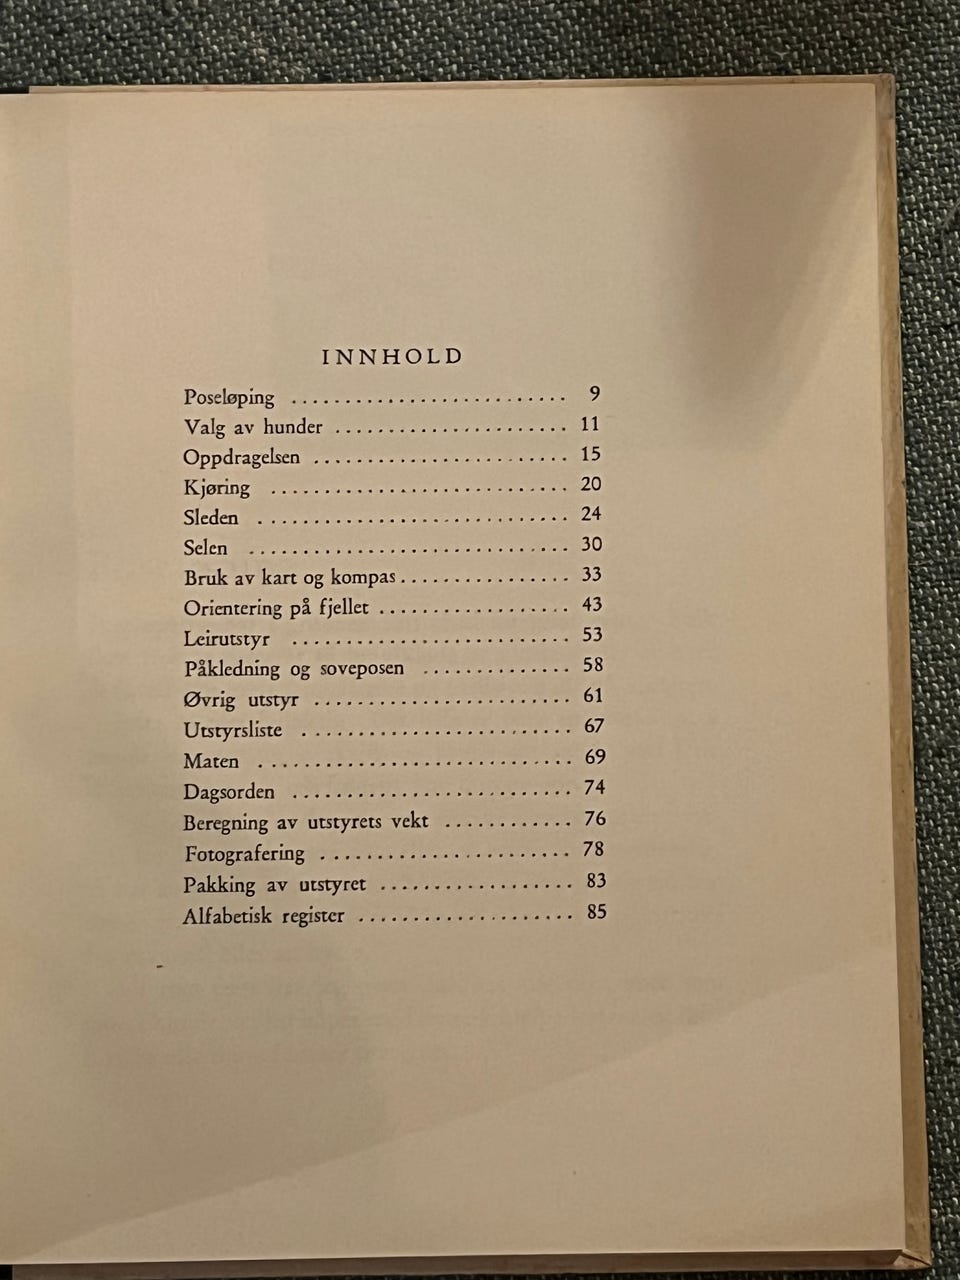 INNHOLD
Poseløping .......................... 9
Valg av hunder ...................... 11
Oppdragelsen ........................ 15
Kjøring ............................ 20
Sleden ............................. 24
Selen .............................. 30
Bruk av kart og kompas ................ 33
Orientering på fjellet .................. 43
Leirutstyr .......................... 53
Påkledning og soveposen .............. 58
Øvrig utstyr ........................ 61
Utstyrsliste ......................... 67
Maten .............................. 69
Dagsorden .......................... 74
Beregning av utstyrets vekt ............ 76
Fotografering ........................ 78
Pakking av utstyret .................. 83
Alfabetisk register .................... 85